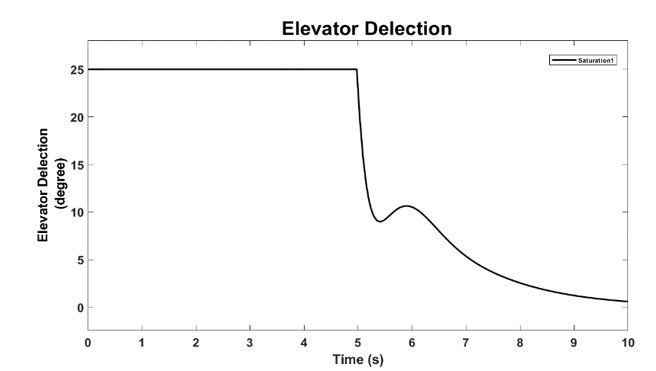 Elevator Delection
Saturation1
Elevator Delection
(degree)
25
20
15
10
5
0
0 1 2 3 4 5 6 7 8 9 10
Time (s)